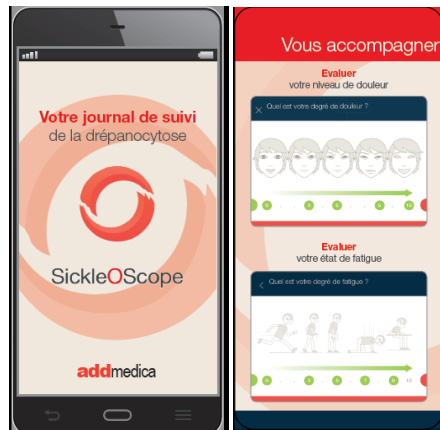 Votre journal de suivi
de la drépanocytose
SickleOScope
addmedica
Vous accompagner
Evaluer
votre niveau de douleur
Quel est votre degré de douleur ?
Evaluer
votre état de fatigue
Quel est votre degré de fatigue ?